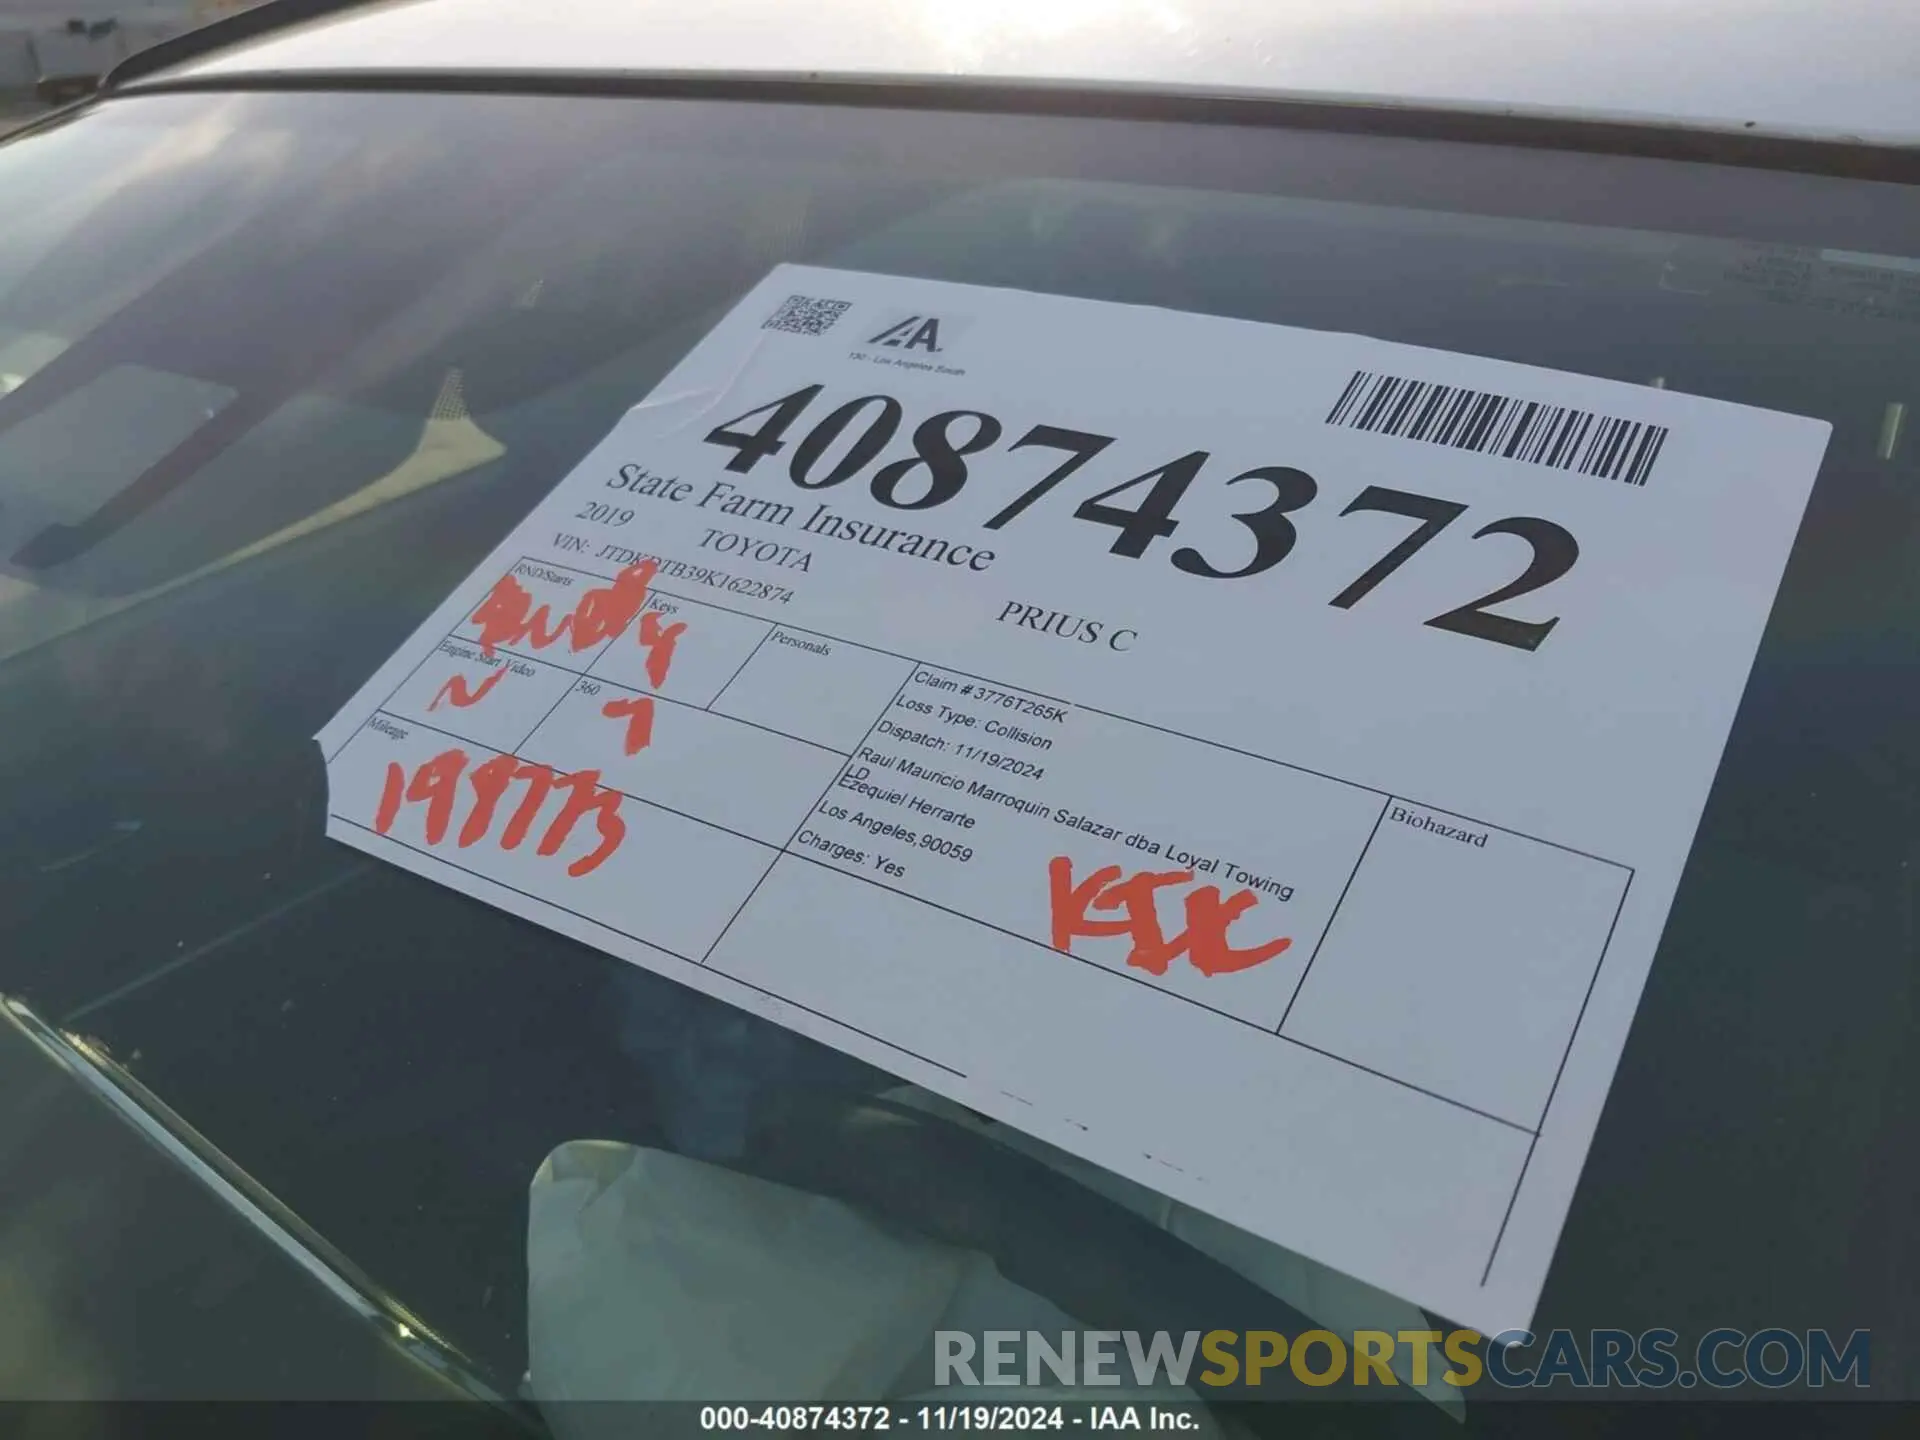 IAA
130 - Los Angeles South
40874372
State Farm Insurance
2019 TOYOTA PRIUS C
VIN: JTDKDTB39K1622874
RND/Starts
Keys
Y
Personals
Engine Start Video
N
360
Mileage
Claim # 3776T265K
Loss Type: Collision
Dispatch: 11/19/2024
Raul Mauricio Marroquin Salazar dba Loyal Towing
LD
Ezequiel Herrarte
Los Angeles,90059
Charges: Yes
Biohazard
RENEWSPORTSCARS.COM
000-40874372 - 11/19/2024 - IAA Inc.